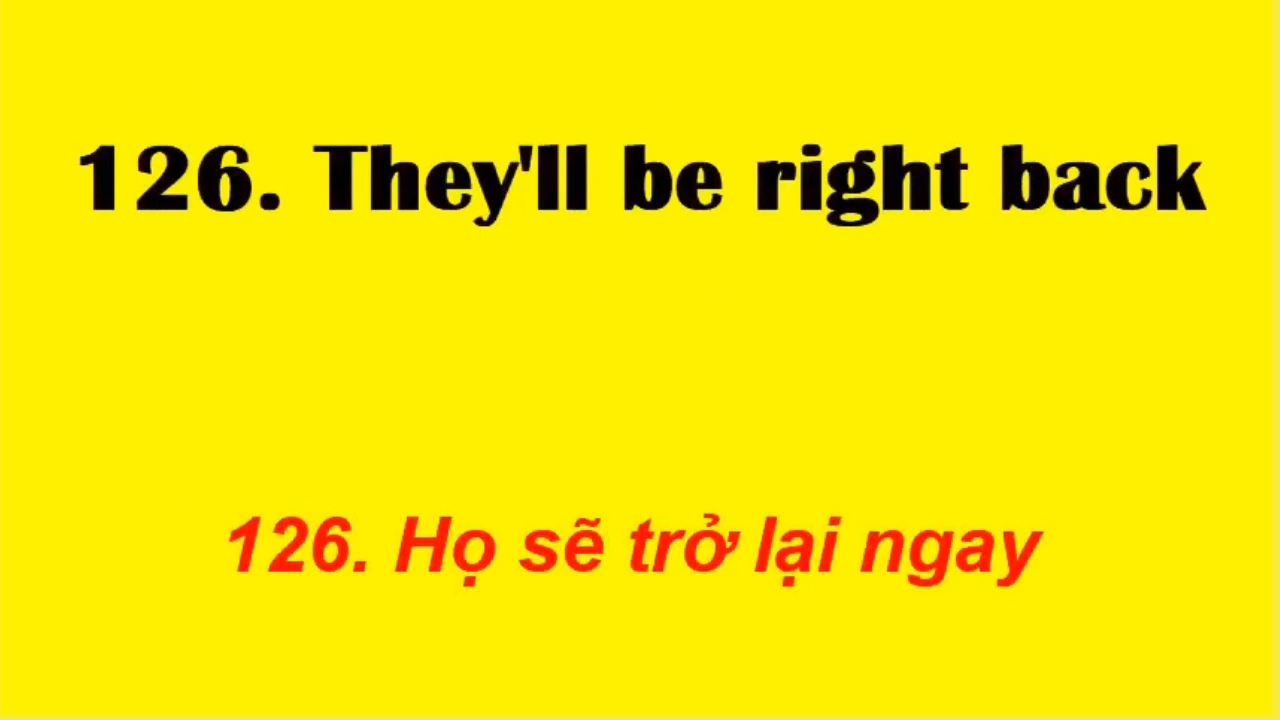 126. They'll be right back
126. Họ sẽ trở lại ngay